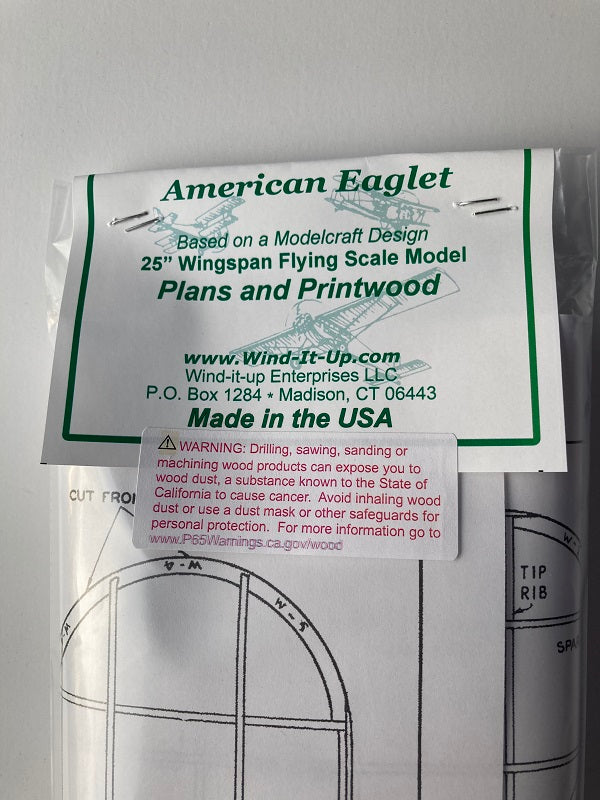 American Eaglet
Based on a Modelcraft Design
25” Wingspan Flying Scale Model
Plans and Printwood
www.Wind-It-Up.com
Wind-it-up Enterprises LLC
P.O. Box 1284 * Madison, CT 06443
Made in the USA
WARNING: Drilling, sawing, sanding or
machining wood products can expose you to
wood dust, a substance known to the State of
California to cause cancer. Avoid inhaling wood
dust or use a dust mask or other safeguards for
personal protection. For more information go to
www.P65Warnings.ca.gov/wood
CUT FROM
W-4
W-5
TIP
RIB